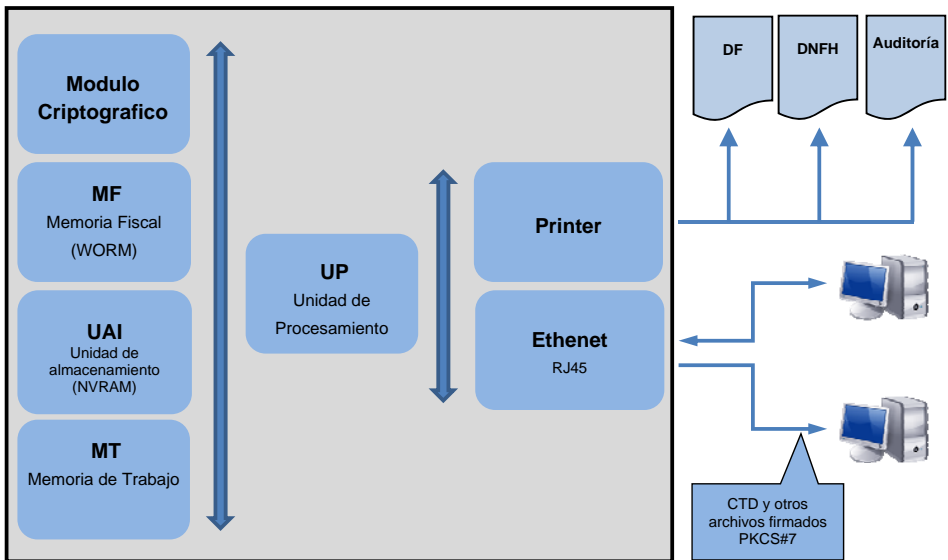 Modulo
Criptografico
MF
Memoria Fiscal
(WORM)
UAI
Unidad de
almacenamiento
(NVRAM)
MT
Memoria de Trabajo
UP
Unidad de
Procesamiento
Printer
Ethenet
RJ45
DF
DNFH
Auditoría
CTD y otros
archivos firmados
PKCS#7